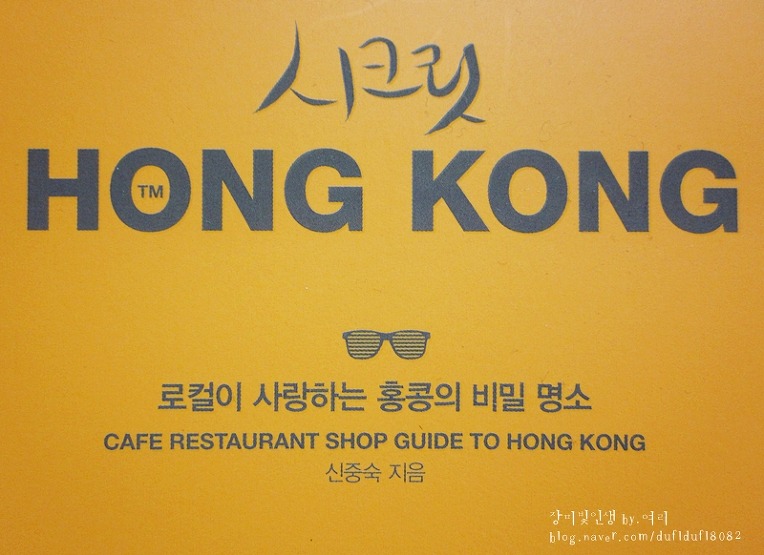 시크릿
HONG KONG
TM
로컬이 사랑하는 홍콩의 비밀 명소
CAFE RESTAURANT SHOP GUIDE TO HONG KONG
신중숙 지음
장미빛인생 by.여리
blog.naver.com/duf1duf18082